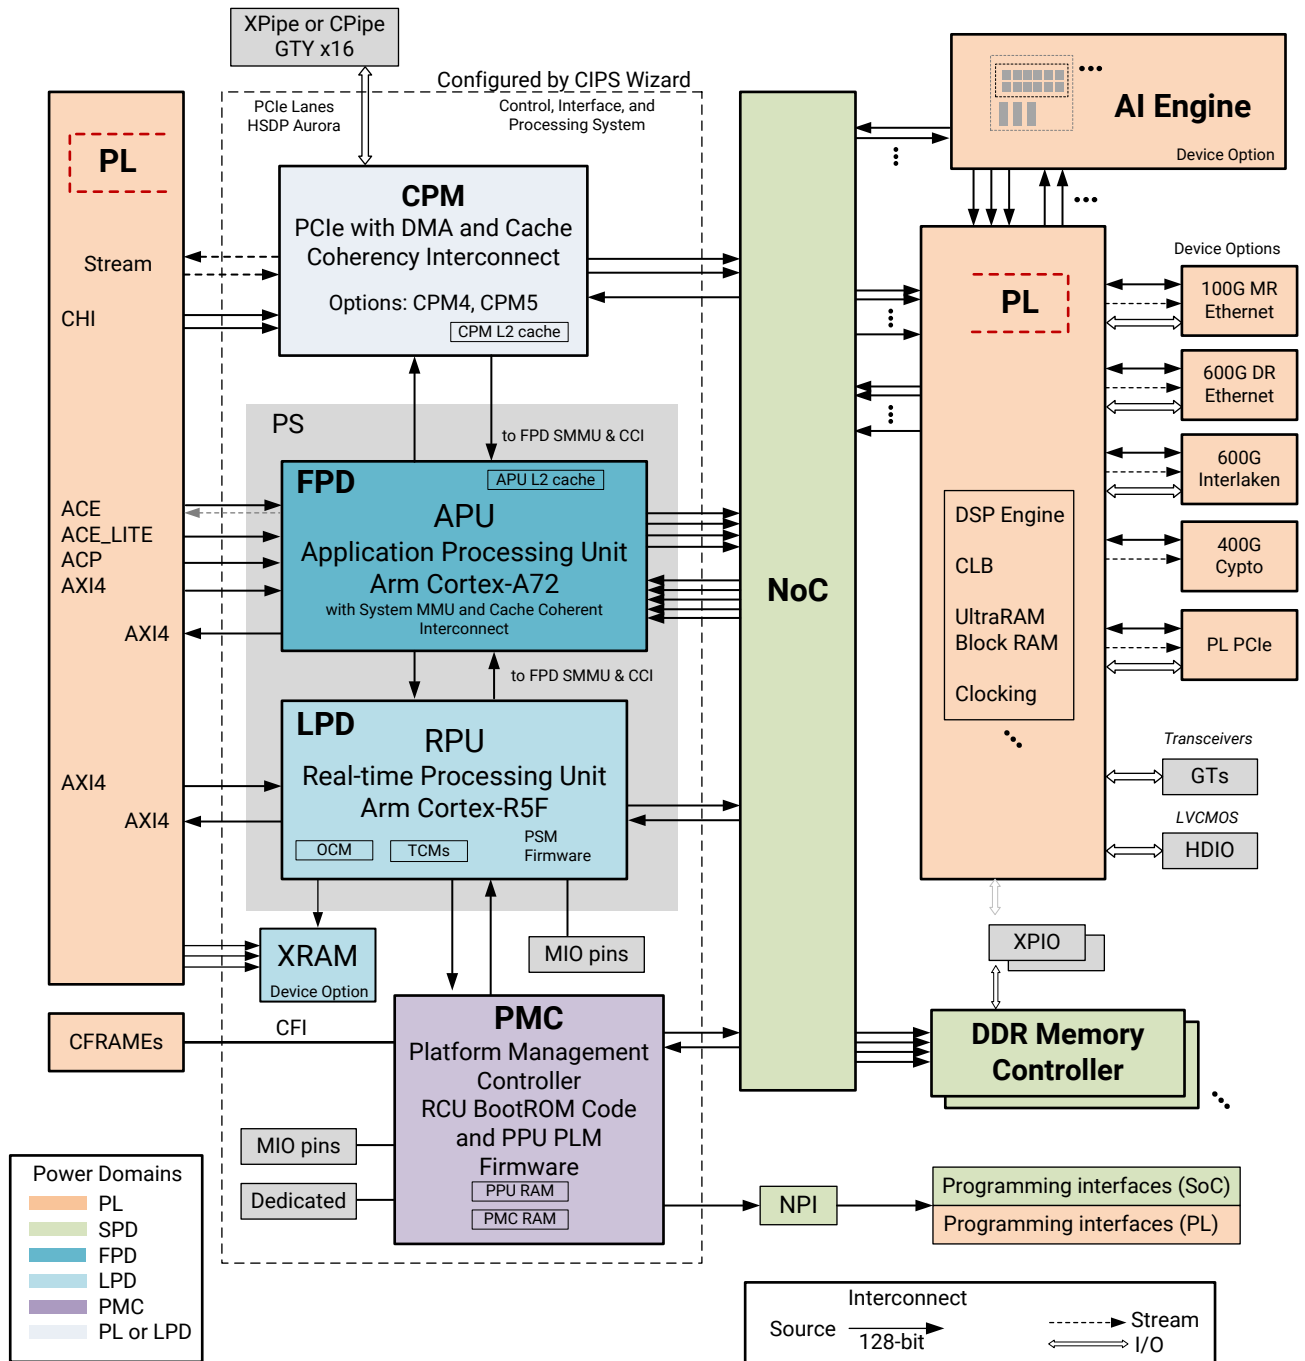 XPipe or CPipe
GTY x16
Configured by CIPS Wizard
PCIe Lanes
HSDP Aurora
Control, Interface, and
Processing System
PL
Stream
CHI
ACE
ACE_LITE
ACP
AXI4
AXI4
AXI4
AXI4
CPM
PCIe with DMA and Cache
Coherency Interconnect
Options: CPM4, CPM5
CPM L2 cache
PS
to FPD SMMU & CCI
FPD
APU L2 cache
APU
Application Processing Unit
Arm Cortex-A72
with System MMU and Cache Coherent
Interconnect
to FPD SMMU & CCI
LPD
RPU
Real-time Processing Unit
Arm Cortex-R5F
OCM
TCMs
PSM
Firmware
XRAM
Device Option
MIO pins
CFRAMEs
CFI
PMC
Platform Management
Controller
RCU BootROM Code
and PPU PLM
Firmware
PPU RAM
PMC RAM
MIO pins
Dedicated
NoC
AI Engine
Device Option
PL
DSP Engine
CLB
UltraRAM
Block RAM
Clocking
Device Options
100G MR
Ethernet
600G DR
Ethernet
600G
Interlaken
400G
Cypto
PL PCIe
Transceivers
GTs
LVCMOS
HDIO
XPIO
DDR Memory
Controller
NPI
Programming interfaces (SoC)
Programming interfaces (PL)
Power Domains
PL
SPD
FPD
LPD
PMC
PL or LPD
Interconnect
Source
128-bit
Stream
I/O